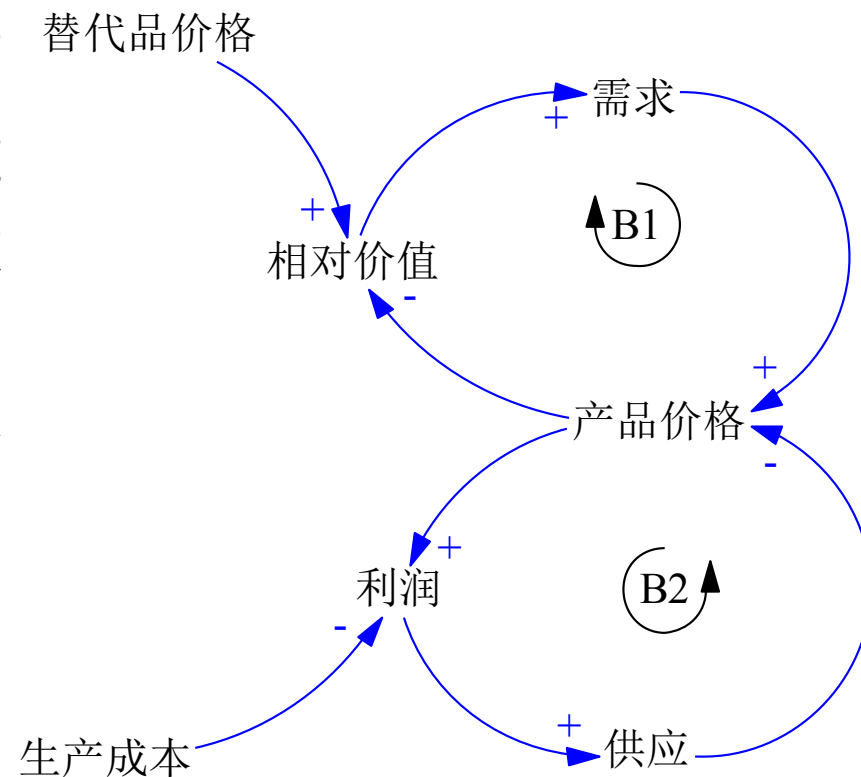 替代品价格
需求
+
+
B1
相对价值
-
+
产品价格
-
+
利润
B2
-
+
供应
生产成本